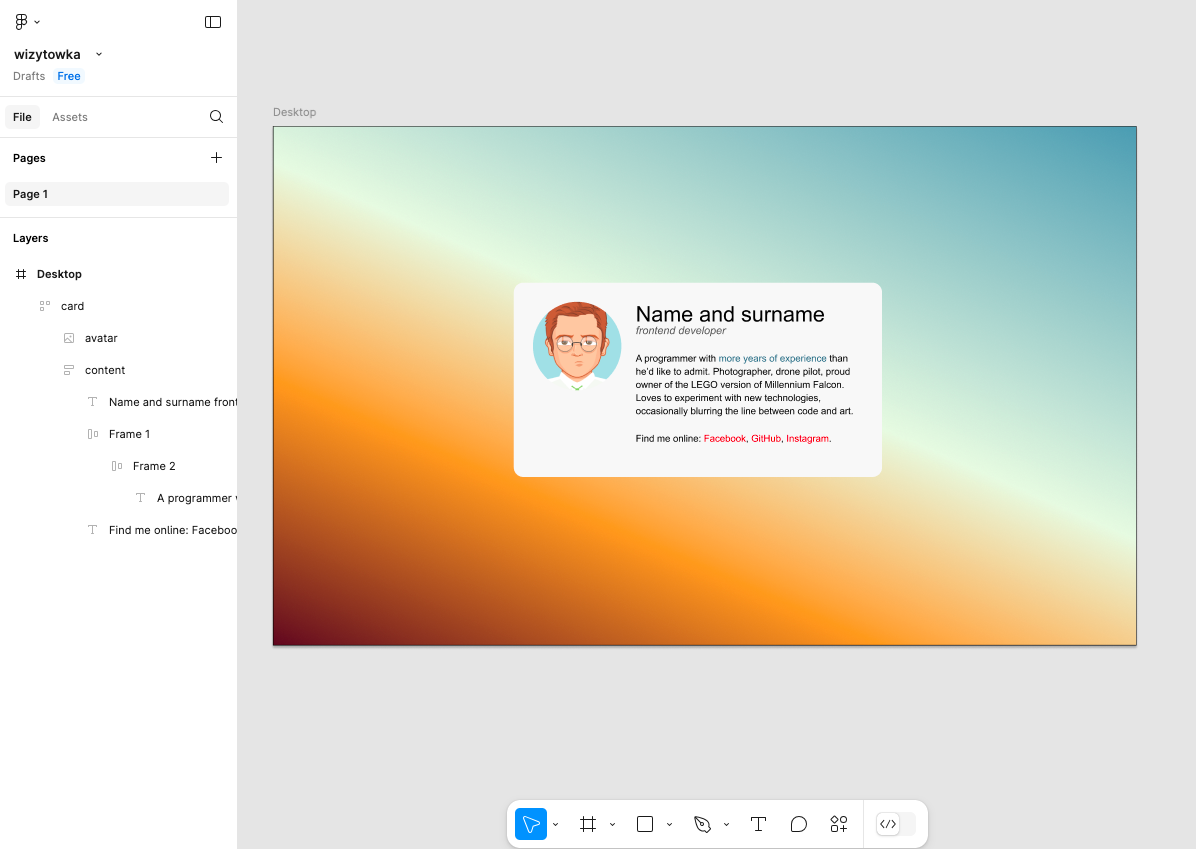 wizytowka
Drafts Free
File Assets
Pages
Page 1
Layers
Desktop
card
avatar
content
Name and surname front
Frame 1
Frame 2
A programmer
Find me online: Faceboo
Desktop
Name and surname
frontend developer
A programmer with more years of experience than
he'd like to admit. Photographer, drone pilot, proud
owner of the LEGO version of Millennium Falcon.
Loves to experiment with new technologies,
occasionally blurring the line between code and art.
Find me online: Facebook, GitHub, Instagram.